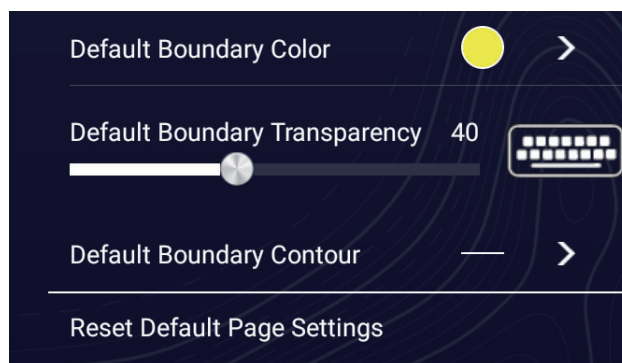 Default Boundary Color
Default Boundary Transparency 40
Default Boundary Contour
Reset Default Page Settings